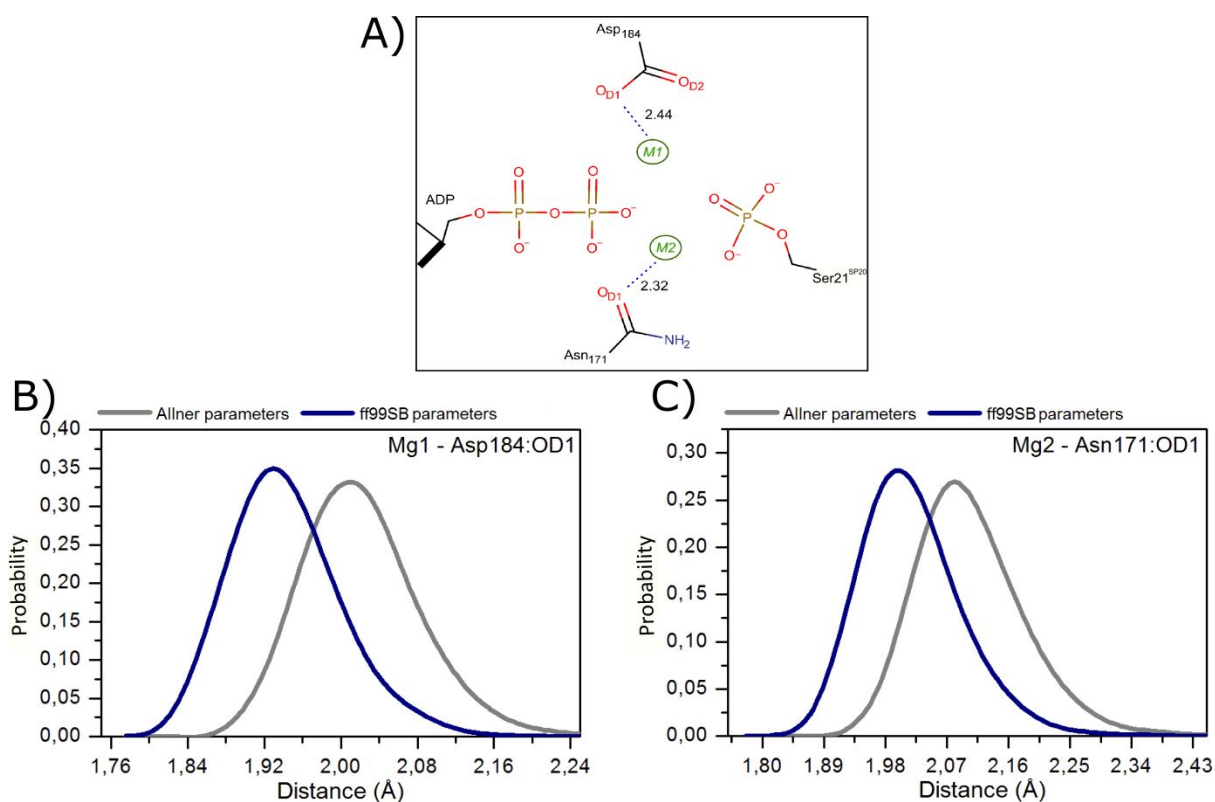 A)
Asp184
OD1 OD2
2.44
M1
ADP
O O O O⁻
O P O P O⁻ P
O⁻ O⁻ O⁻ O
M2
Ser21SP20
2.32
OD1
NH2
Asn171
B)
Allner parameters ff99SB parameters
Mg1 - Asp184:OD1
Probability
0,40
0,35
0,30
0,25
0,20
0,15
0,10
0,05
0,00
1,76 1,84 1,92 2,00 2,08 2,16 2,24
Distance (Å)
C)
Allner parameters ff99SB parameters
Mg2 - Asn171:OD1
Probability
0,30
0,25
0,20
0,15
0,10
0,05
0,00
1,80 1,89 1,98 2,07 2,16 2,25 2,34 2,43
Distance (Å)